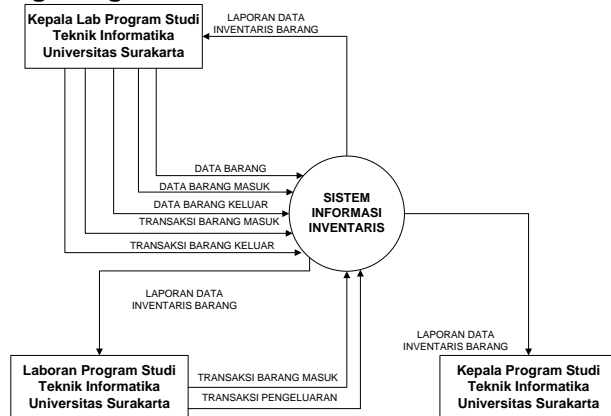 Kepala Lab Program Studi
Teknik Informatika
Universitas Surakarta
LAPORAN DATA
INVENTARIS BARANG
DATA BARANG
DATA BARANG MASUK
DATA BARANG KELUAR
TRANSAKSI BARANG MASUK
TRANSAKSI BARANG KELUAR
SISTEM
INFORMASI
INVENTARIS
LAPORAN DATA
INVENTARIS BARANG
LAPORAN DATA
INVENTARIS BARANG
Laboran Program Studi
Teknik Informatika
Universitas Surakarta
TRANSAKSI BARANG MASUK
TRANSAKSI PENGELUARAN
Kepala Program Studi
Teknik Informatika
Universitas Surakarta